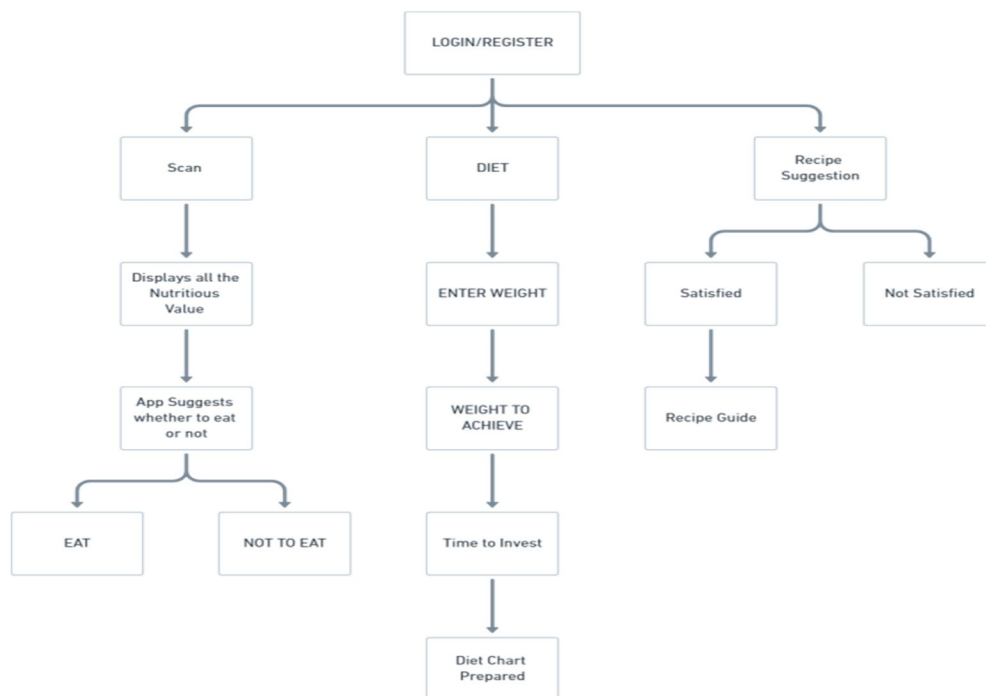 LOGIN/REGISTER
Scan
DIET
Recipe
Suggestion
Displays all the
Nutritious
Value
ENTER WEIGHT
Satisfied
Not Satisfied
App Suggests
whether to eat
or not
WEIGHT TO
ACHIEVE
Recipe Guide
EAT
NOT TO EAT
Time to Invest
Diet Chart
Prepared